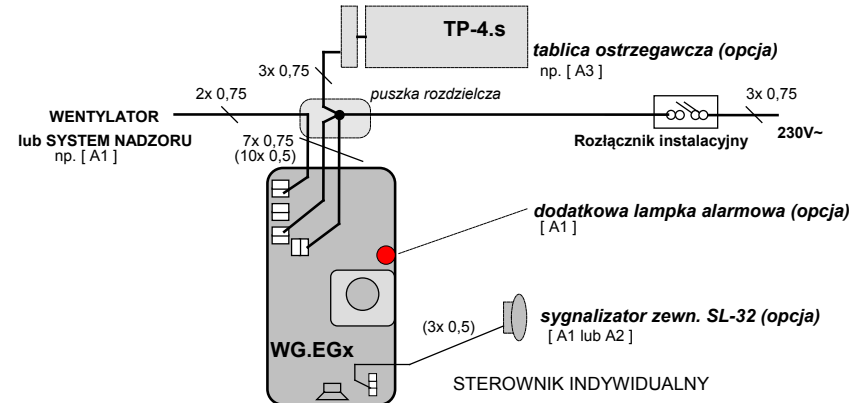 TP-4.s
tablica ostrzegawcza (opcja)
np. [ A3 ]
3x 0,75
2x 0,75
puszka rozdzielcza
3x 0,75
WENTYLATOR
lub SYSTEM NADZORU
np. [ A1 ]
7x 0,75
(10x 0,5)
Rozłącznik instalacyjny
230V~
dodatkowa lampka alarmowa (opcja)
[ A1 ]
(3x 0,5)
sygnalizator zewn. SL-32 (opcja)
[ A1 lub A2 ]
WG.EGx
STEROWNIK INDYWIDUALNY